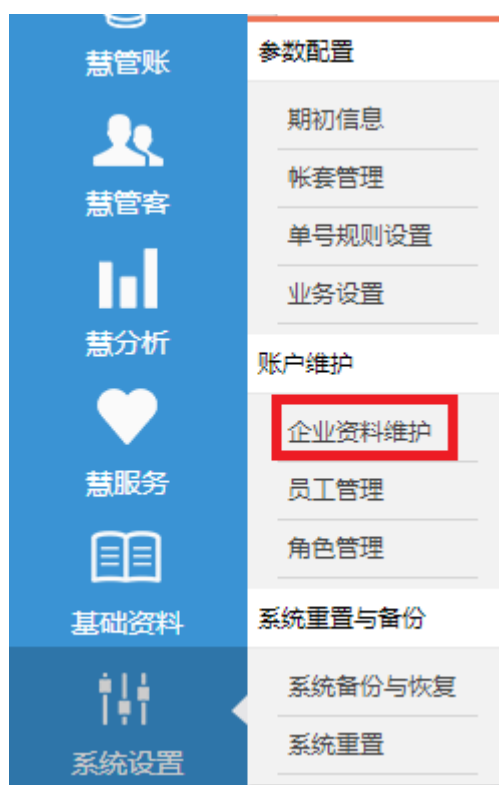 慧管账
慧管客
慧分析
慧服务
基础资料
系统设置
参数配置
期初信息
帐套管理
单号规则设置
业务设置
账户维护
企业资料维护
员工管理
角色管理
系统重置与备份
系统备份与恢复
系统重置